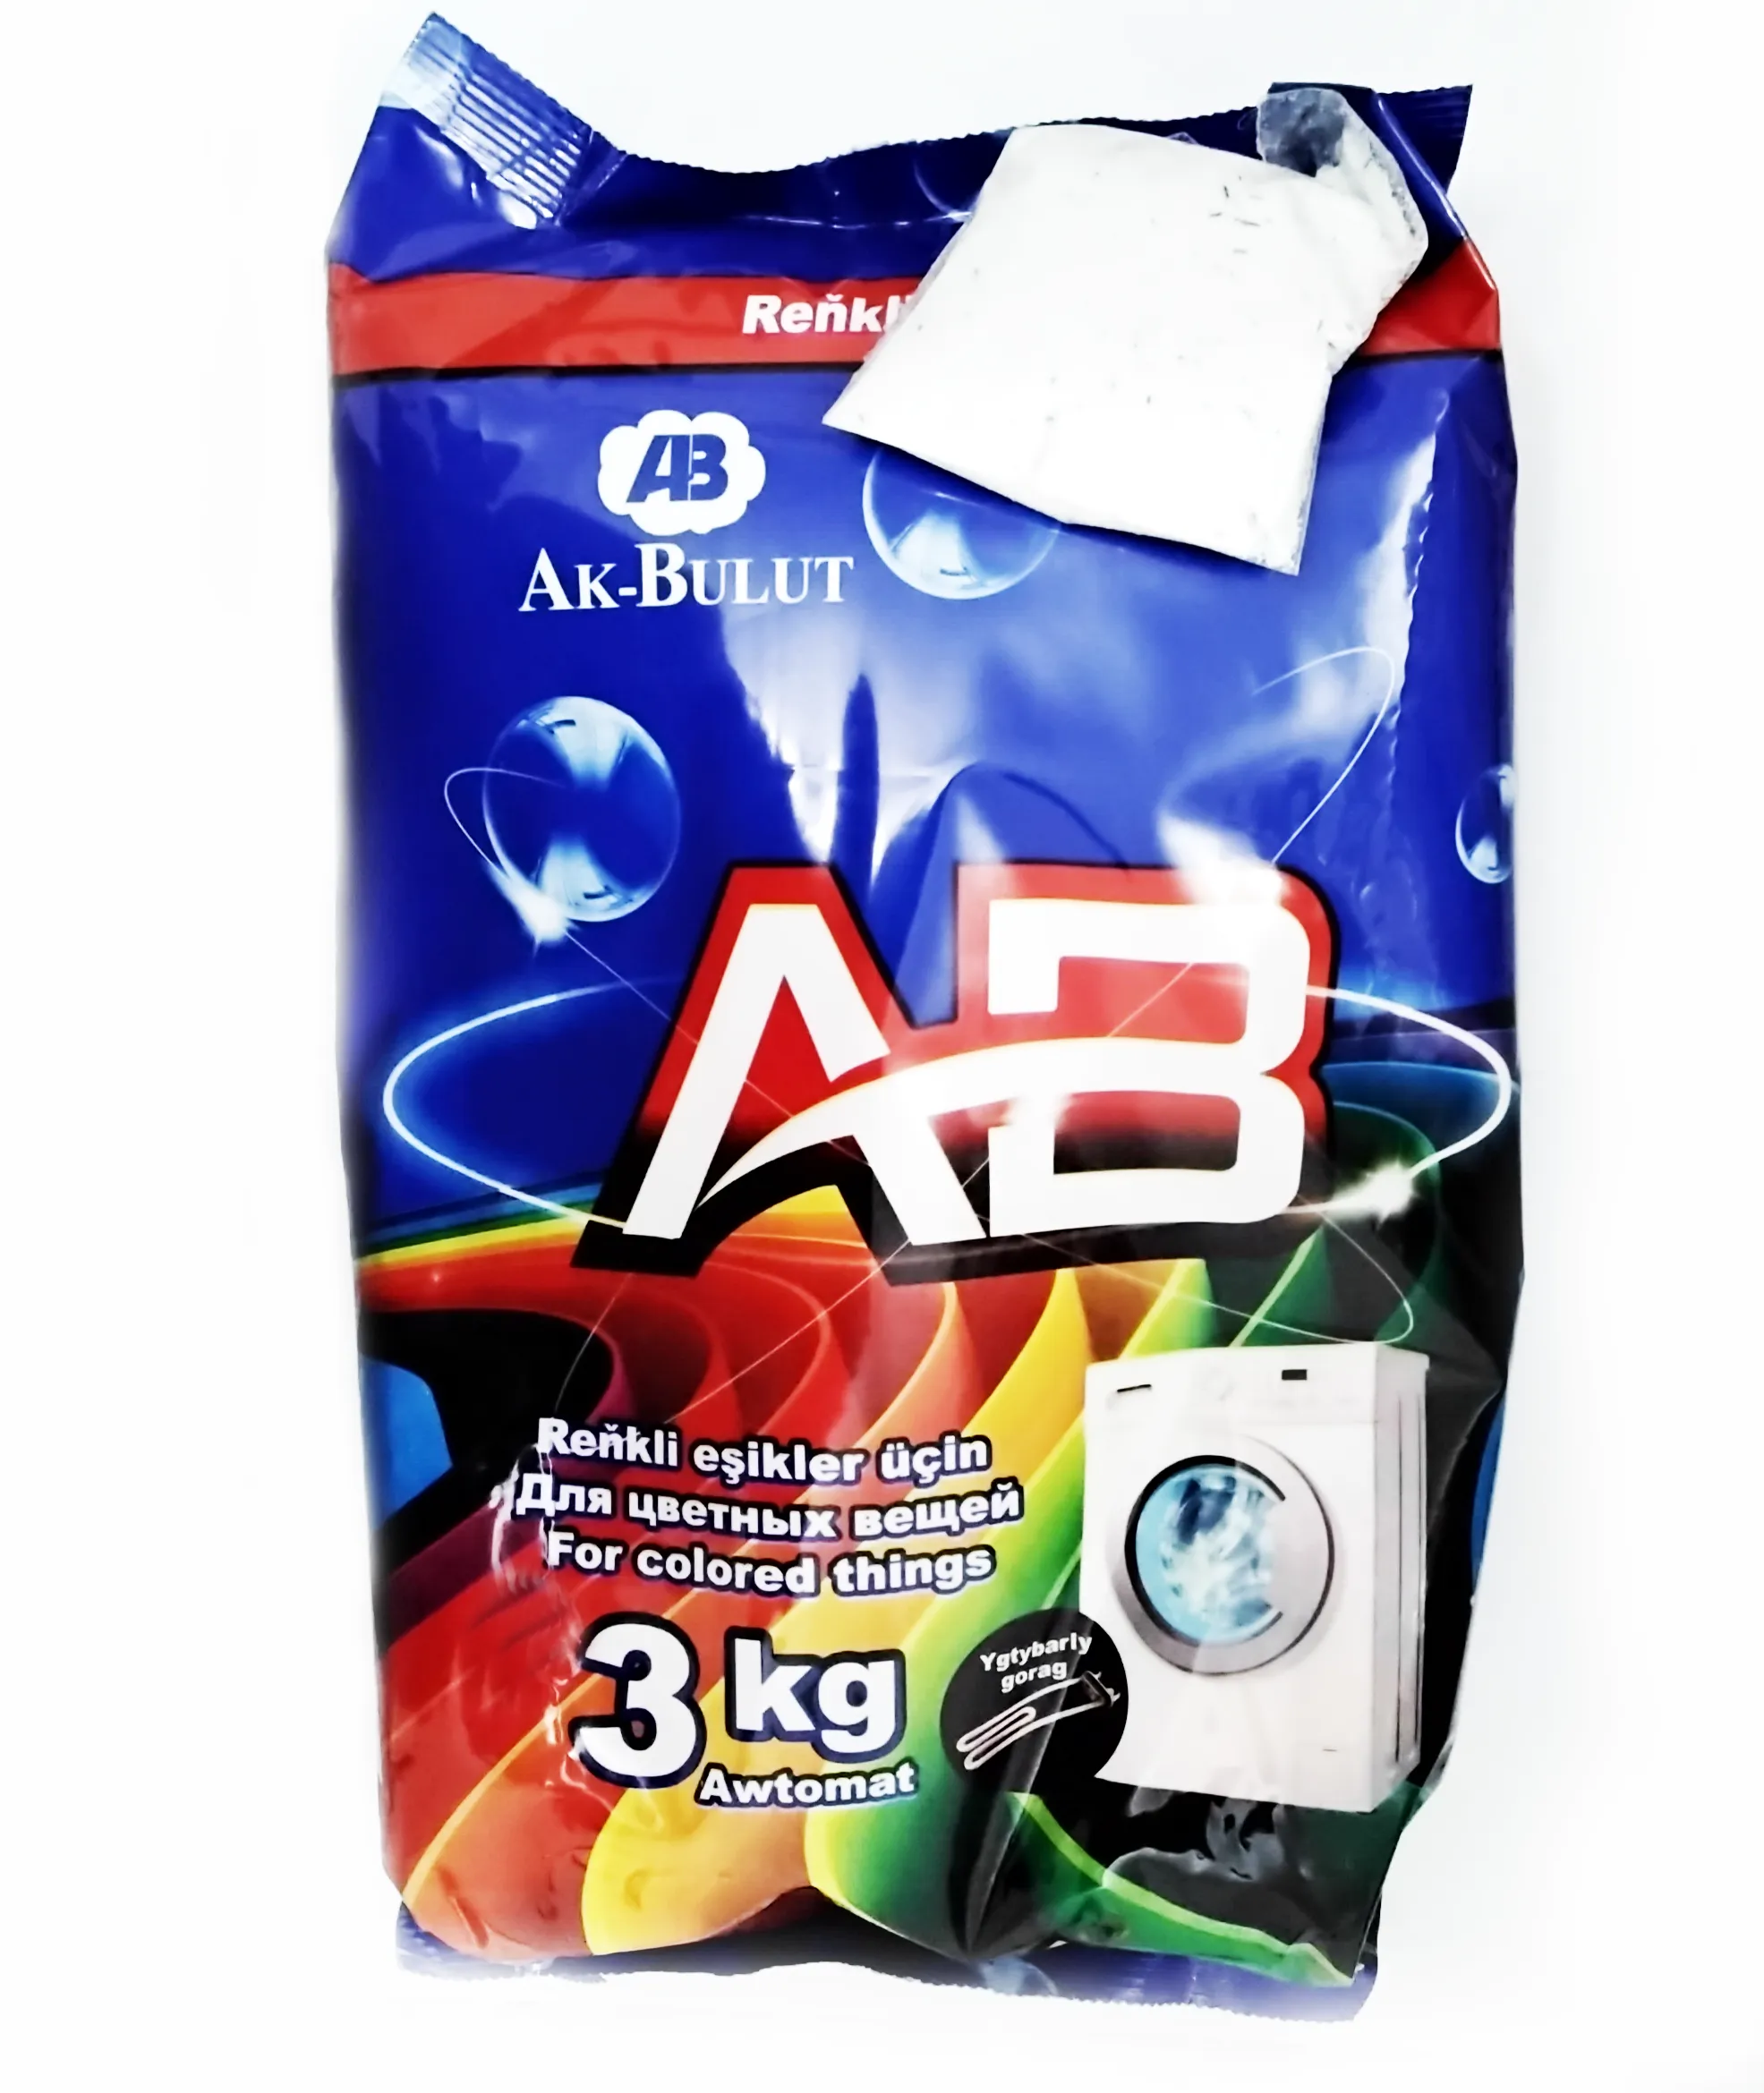 Reňkli
AB
AK-BULUT
AB
Reňkli eşikler üçin
Для цветных вещей
For colored things
3 kg
Awtomat
Ygtybarly
gorag